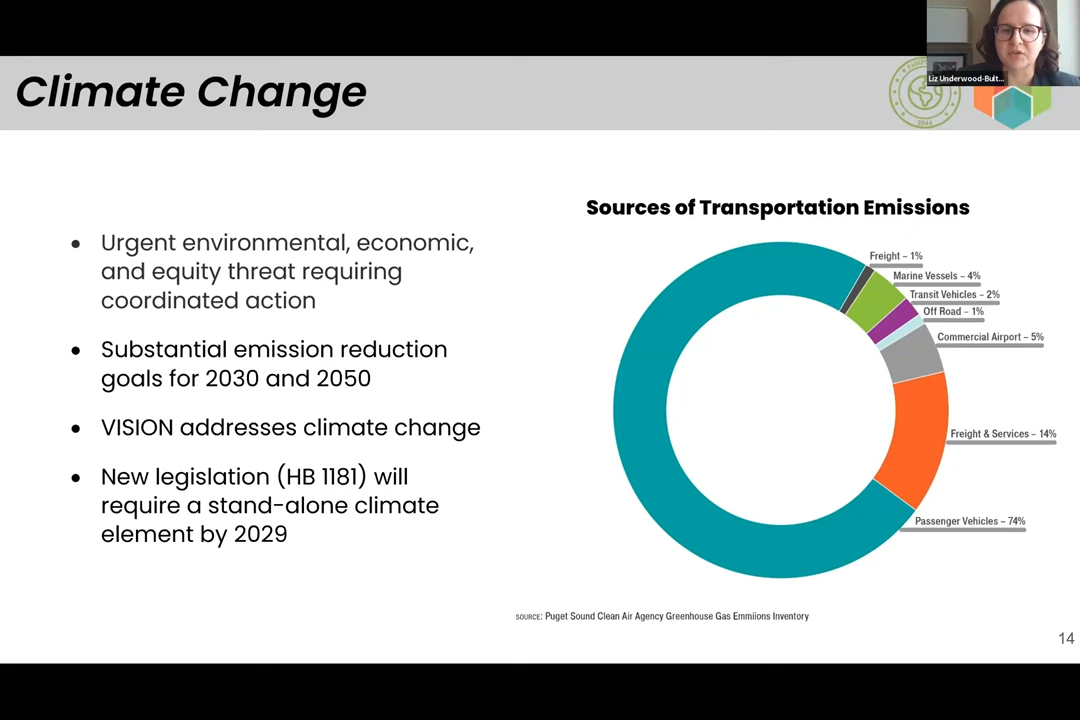 Liz Underwood-Bult...
Climate Change
2044
Sources of Transportation Emissions
• Urgent environmental, economic,
and equity threat requiring
coordinated action
• Substantial emission reduction
goals for 2030 and 2050
• VISION addresses climate change
• New legislation (HB 1181) will
require a stand-alone climate
element by 2029
Freight – 1%
Marine Vessels – 4%
Transit Vehicles – 2%
Off Road – 1%
Commercial Airport – 5%
Freight & Services – 14%
Passenger Vehicles – 74%
SOURCE: Puget Sound Clean Air Agency Greenhouse Gas Emmiions Inventory
14